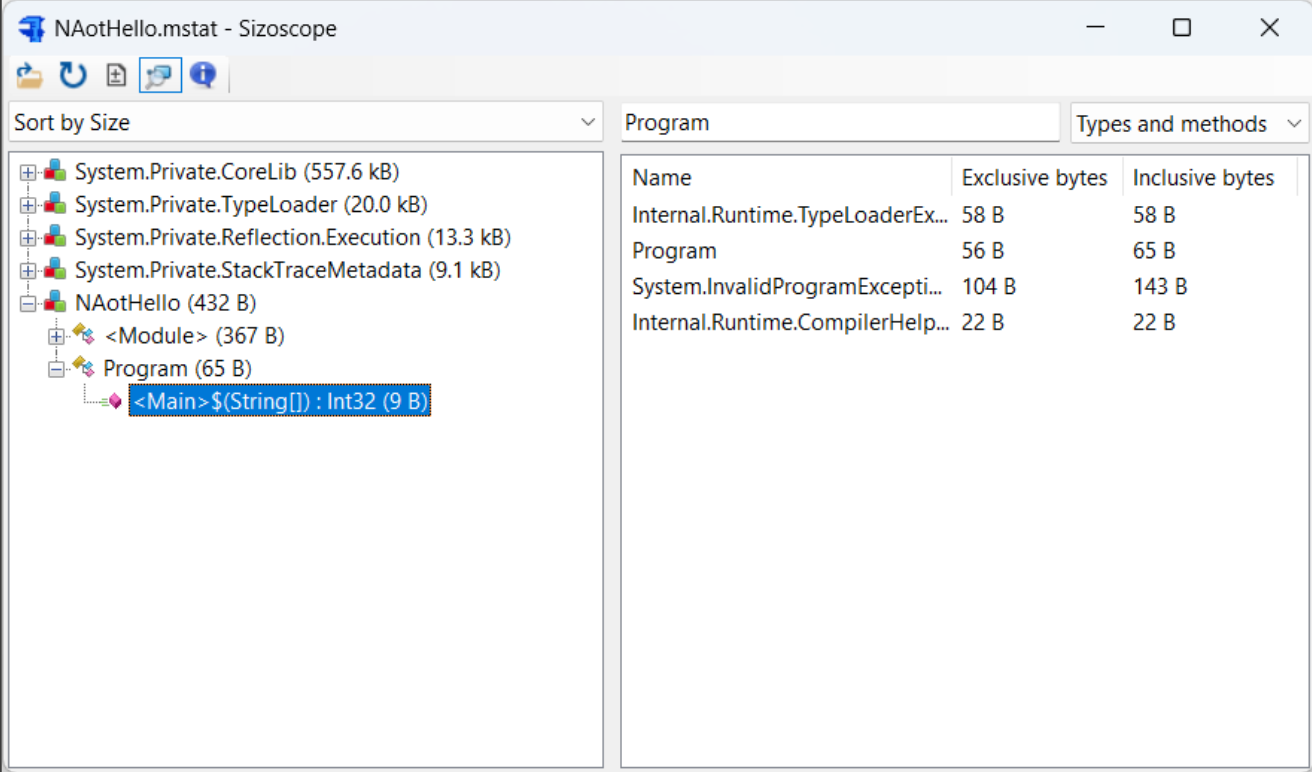 NAotHello.mstat - Sizoscope
Sort by Size
Program
Types and methods
System.Private.CoreLib (557.6 kB)
System.Private.TypeLoader (20.0 kB)
System.Private.Reflection.Execution (13.3 kB)
System.Private.StackTraceMetadata (9.1 kB)
NAotHello (432 B)
<Module> (367 B)
Program (65 B)
<Main>$(String[]) : Int32 (9 B)
Name Exclusive bytes Inclusive bytes
Internal.Runtime.TypeLoaderEx... 58 B 58 B
Program 56 B 65 B
System.InvalidProgramExcepti... 104 B 143 B
Internal.Runtime.CompilerHelp... 22 B 22 B